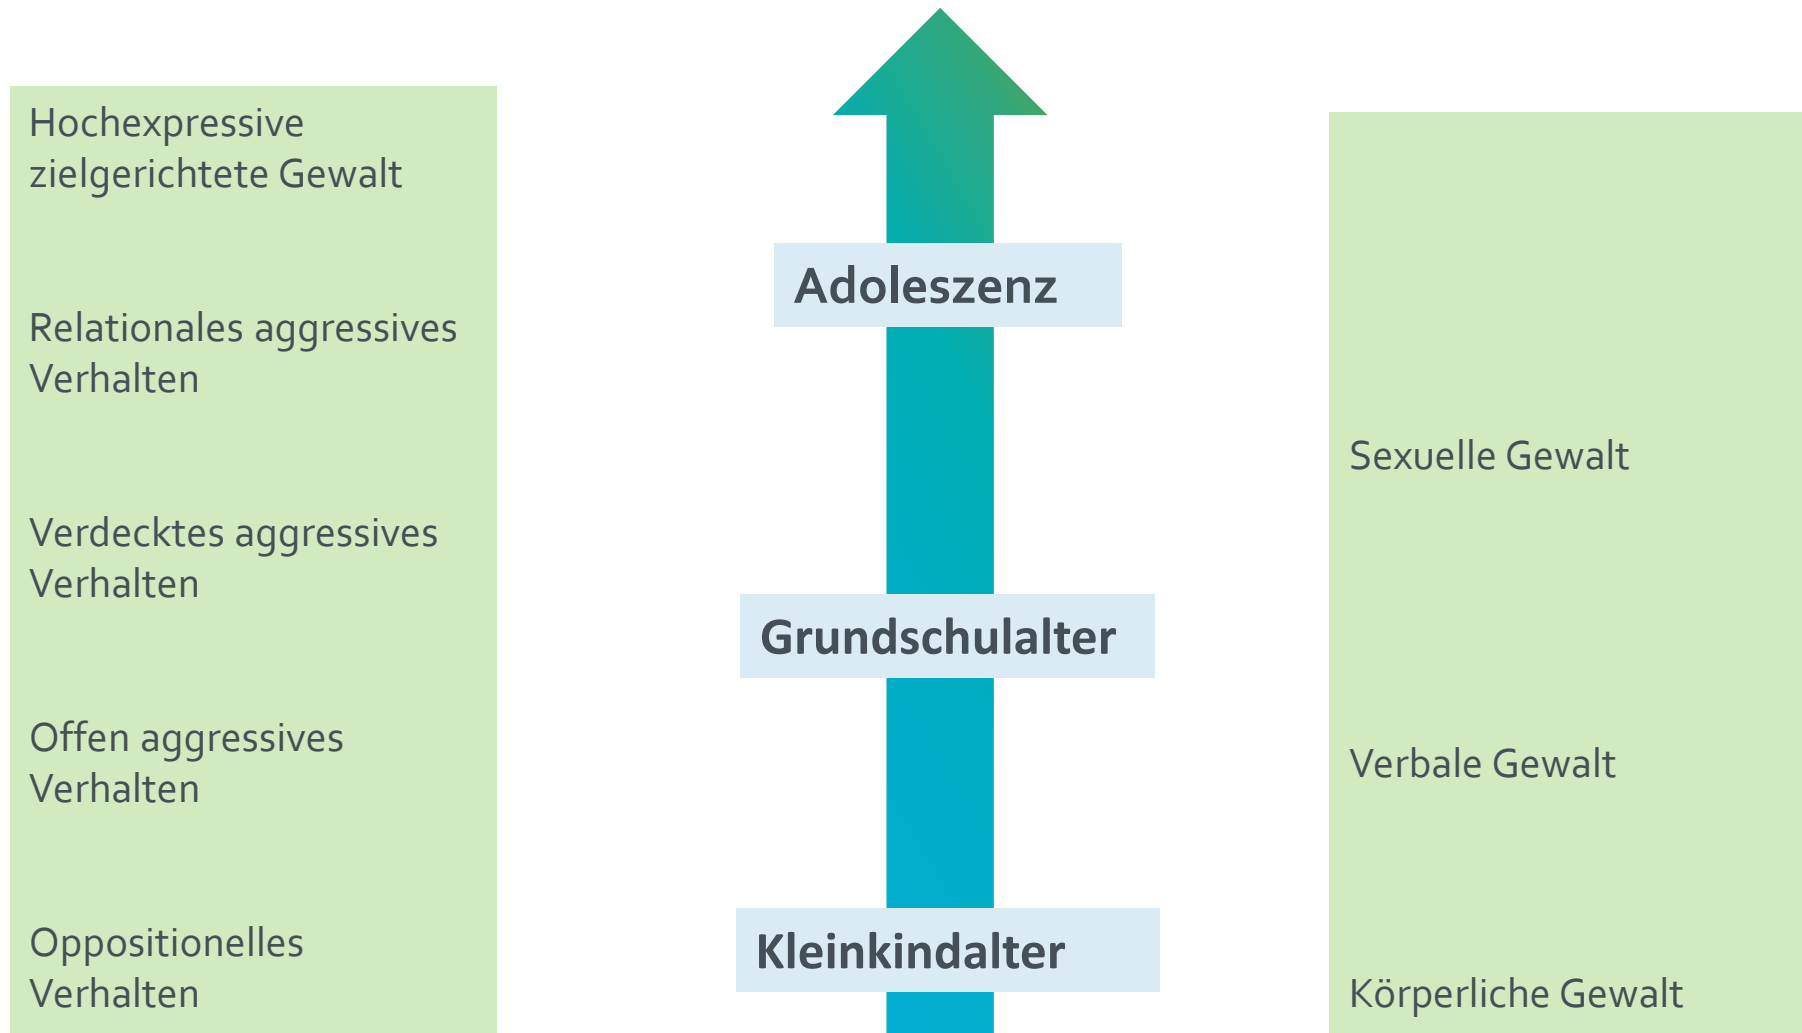 Hochexpressive
zielgerichtete Gewalt
Relationales aggressives
Verhalten
Verdecktes aggressives
Verhalten
Offen aggressives
Verhalten
Oppositionelles
Verhalten
Adoleszenz
Grundschulalter
Kleinkindalter
Sexuelle Gewalt
Verbale Gewalt
Körperliche Gewalt